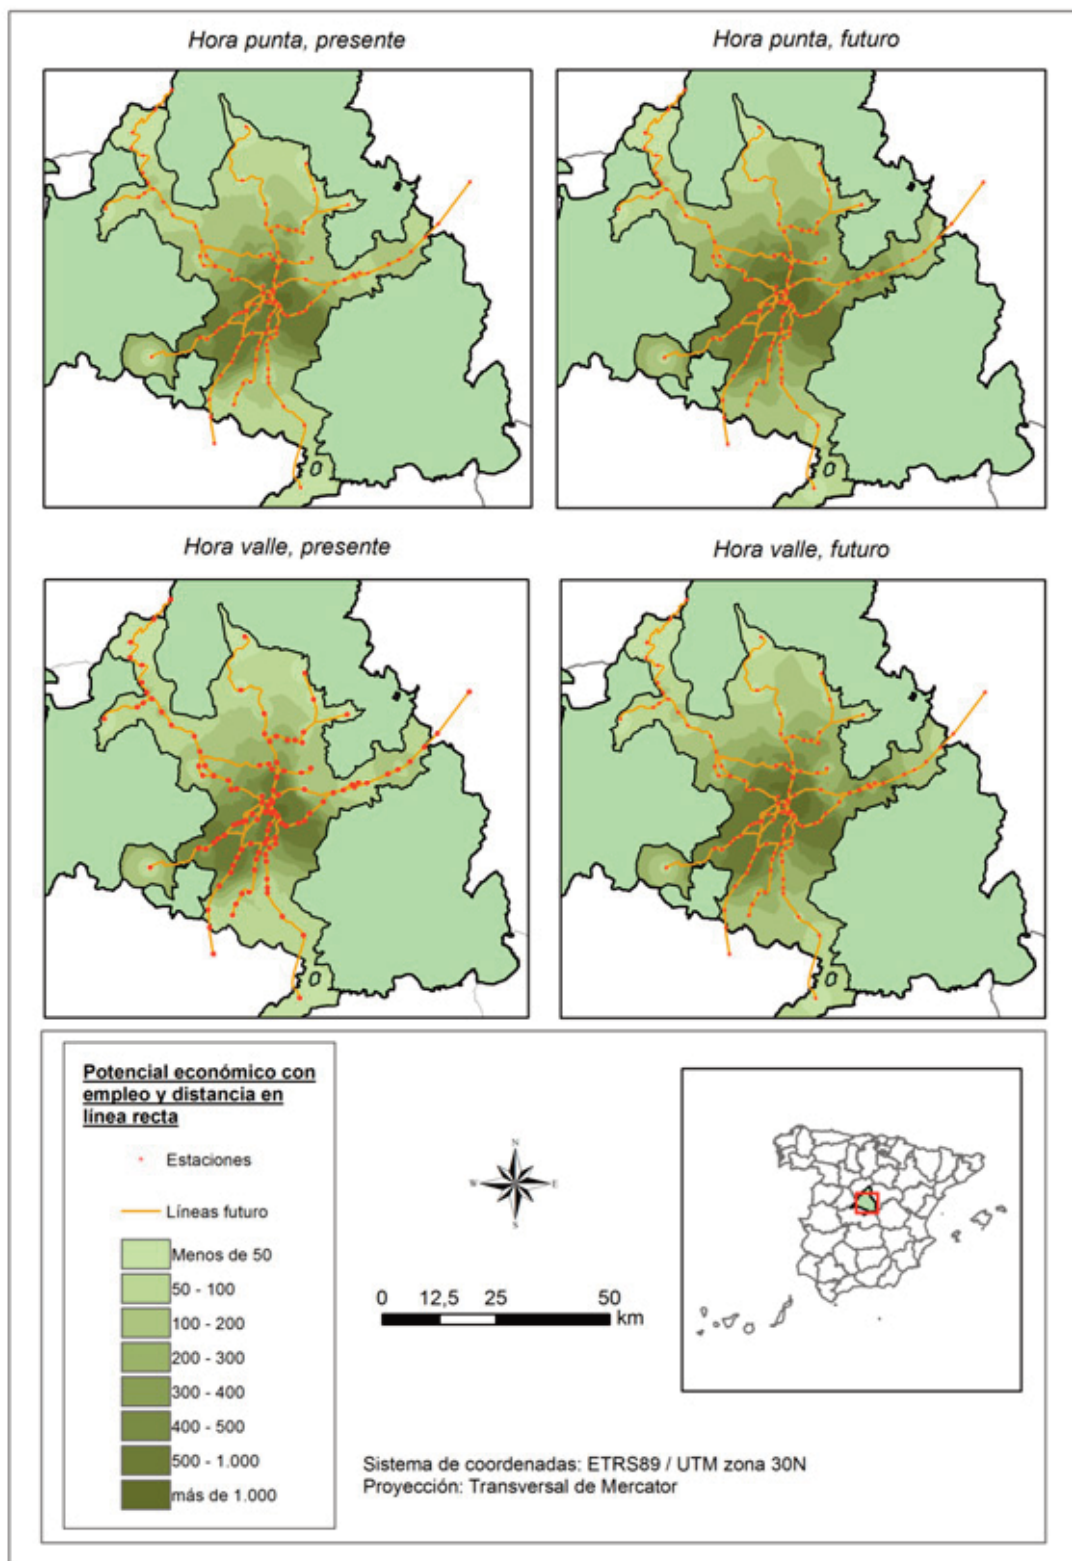 Hora punta, presente
Hora punta, futuro
Hora valle, presente
Hora valle, futuro
Potencial económico con
empleo y distancia en
línea recta
Estaciones
Líneas futuro
Menos de 50
50 - 100
100 - 200
200 - 300
300 - 400
400 - 500
500 - 1.000
más de 1.000
N
W
E
S
0 12,5 25 50
km
Sistema de coordenadas: ETRS89 / UTM zona 30N
Proyección: Transversal de Mercator